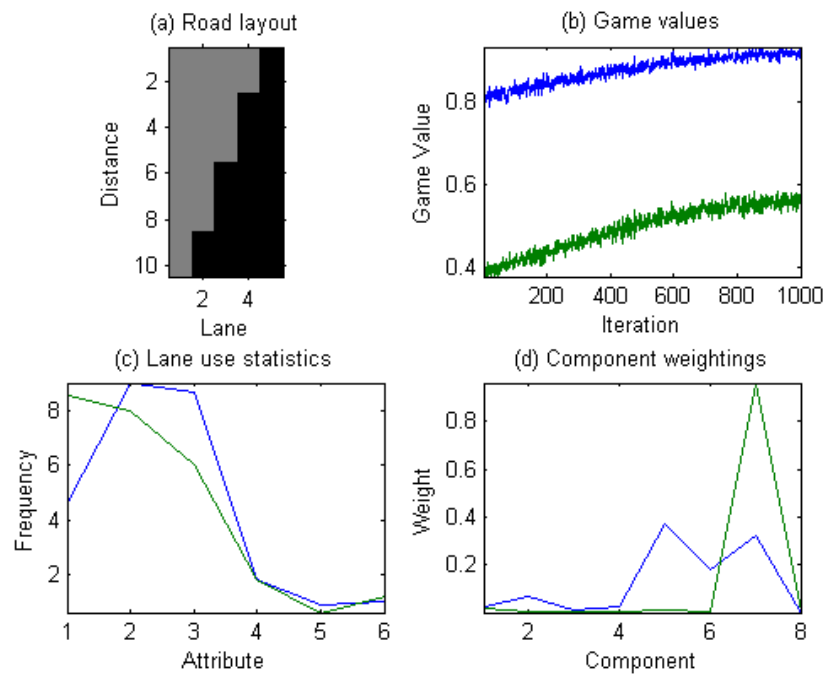 (a) Road layout
Distance
2
4
6
8
10
2 4
Lane
(b) Game values
Game Value
0.8
0.6
0.4
200 400 600 800 1000
Iteration
(c) Lane use statistics
Frequency
8
6
4
2
1 2 3 4 5 6
Attribute
(d) Component weightings
Weight
0.8
0.6
0.4
0.2
2 4 6 8
Component